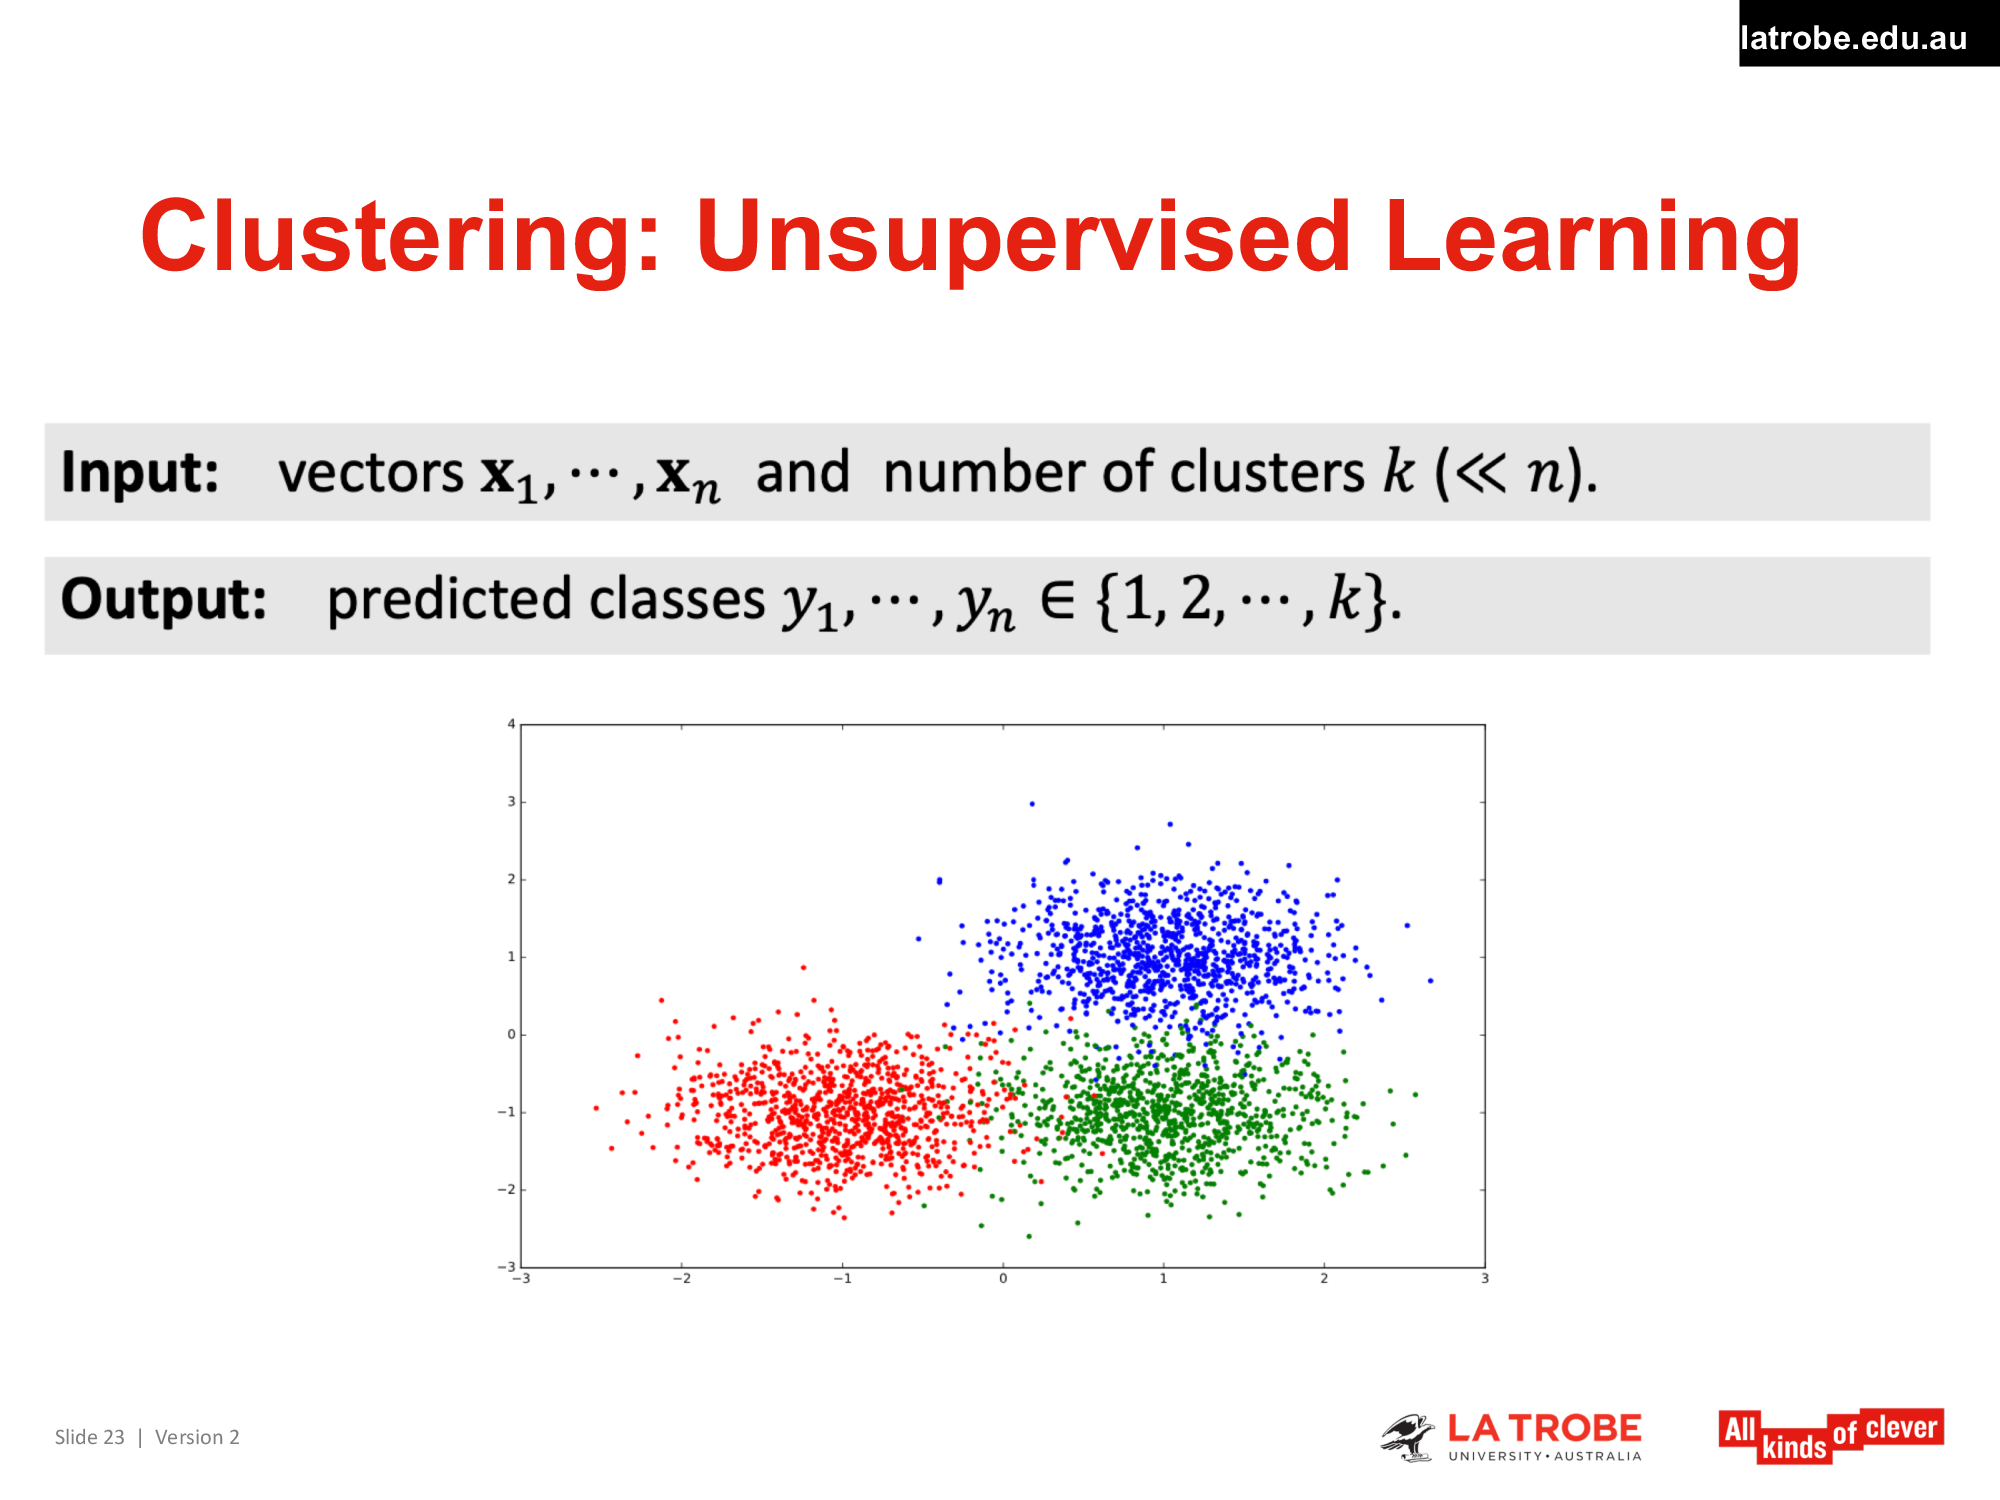 latrobe.edu.au
Clustering: Unsupervised Learning
Input: vectors 𝐱₁, ⋯ , 𝐱ₙ and number of clusters k (≪ n).
Output: predicted classes y₁, ⋯ , yₙ ∈ {1, 2, ⋯ , k}.
4
3
2
1
0
−1
−2
−3
−3 −2 −1 0 1 2 3
Slide 23 | Version 2
LA TROBE
UNIVERSITY • AUSTRALIA
All kinds of clever